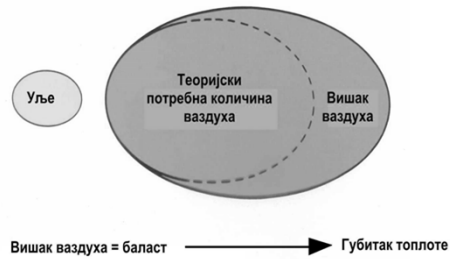 Уље
Теоријски
потребна количина
ваздуха
Вишак
ваздуха
Вишак ваздуха = баласт
Губитак топлоте